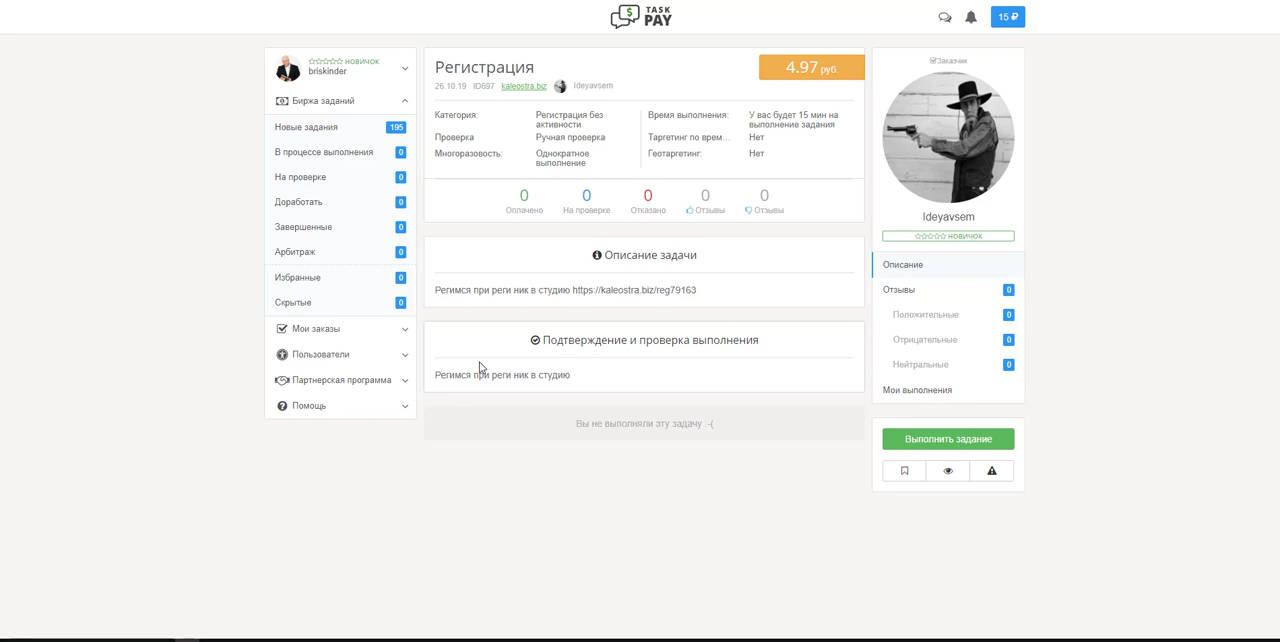 $ TASK
PAY
15 ₽
НОВИЧОК
briskinder
Биржа заданий
Новые задания 195
В процессе выполнения 0
На проверке 0
Доработать 0
Завершенные 0
Арбитраж 0
Избранные 0
Скрытые 0
Мои заказы
Пользователи
Партнерская программа
Помощь
Регистрация
4.97 руб.
26.10.19 ID697 kaleostra.biz Ideyavsem
Категория: Регистрация без
активности
Проверка Ручная проверка
Многоразовость: Однократное
выполнение
Время выполнения: У вас будет 15 мин на
выполнение задания
Таргетинг по врем... Нет
Геотаргетинг: Нет
0 0 0 0 0
Оплачено На проверке Отказано Отзывы Отзывы
Описание задачи
Регимся при реги ник в студию https://kaleostra.biz/reg79163
Подтверждение и проверка выполнения
Регимся при реги ник в студию
Вы не выполняли эту задачу :-(
Заказчик
Ideyavsem
НОВИЧОК
Описание
Отзывы 0
Положительные 0
Отрицательные 0
Нейтральные 0
Мои выполнения
Выполнить задание